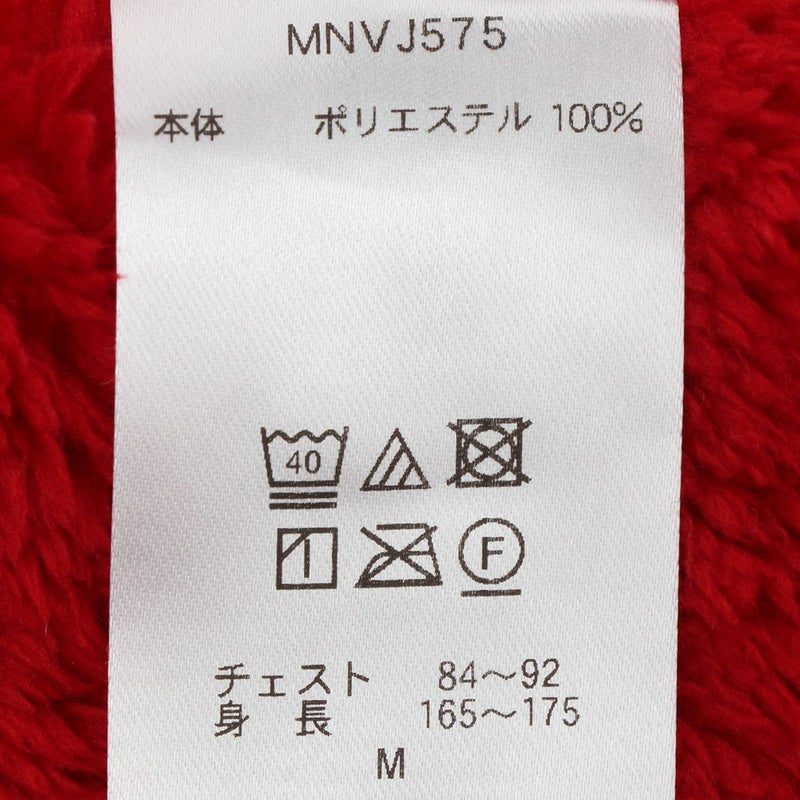 MNVJ575
本体 ポリエステル 100%
40
F
チェスト 84～92
身長 165～175
M